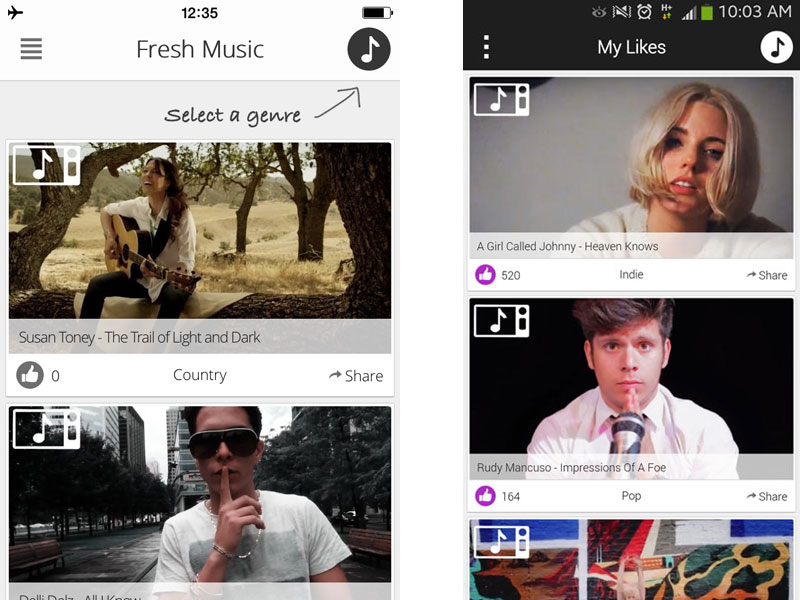 12:35
Fresh Music
Select a genre
Susan Toney - The Trail of Light and Dark
0
Country
Share
10:03 AM
My Likes
A Girl Called Johnny - Heaven Knows
520
Indie
Share
Rudy Mancuso - Impressions Of A Foe
164
Pop
Share